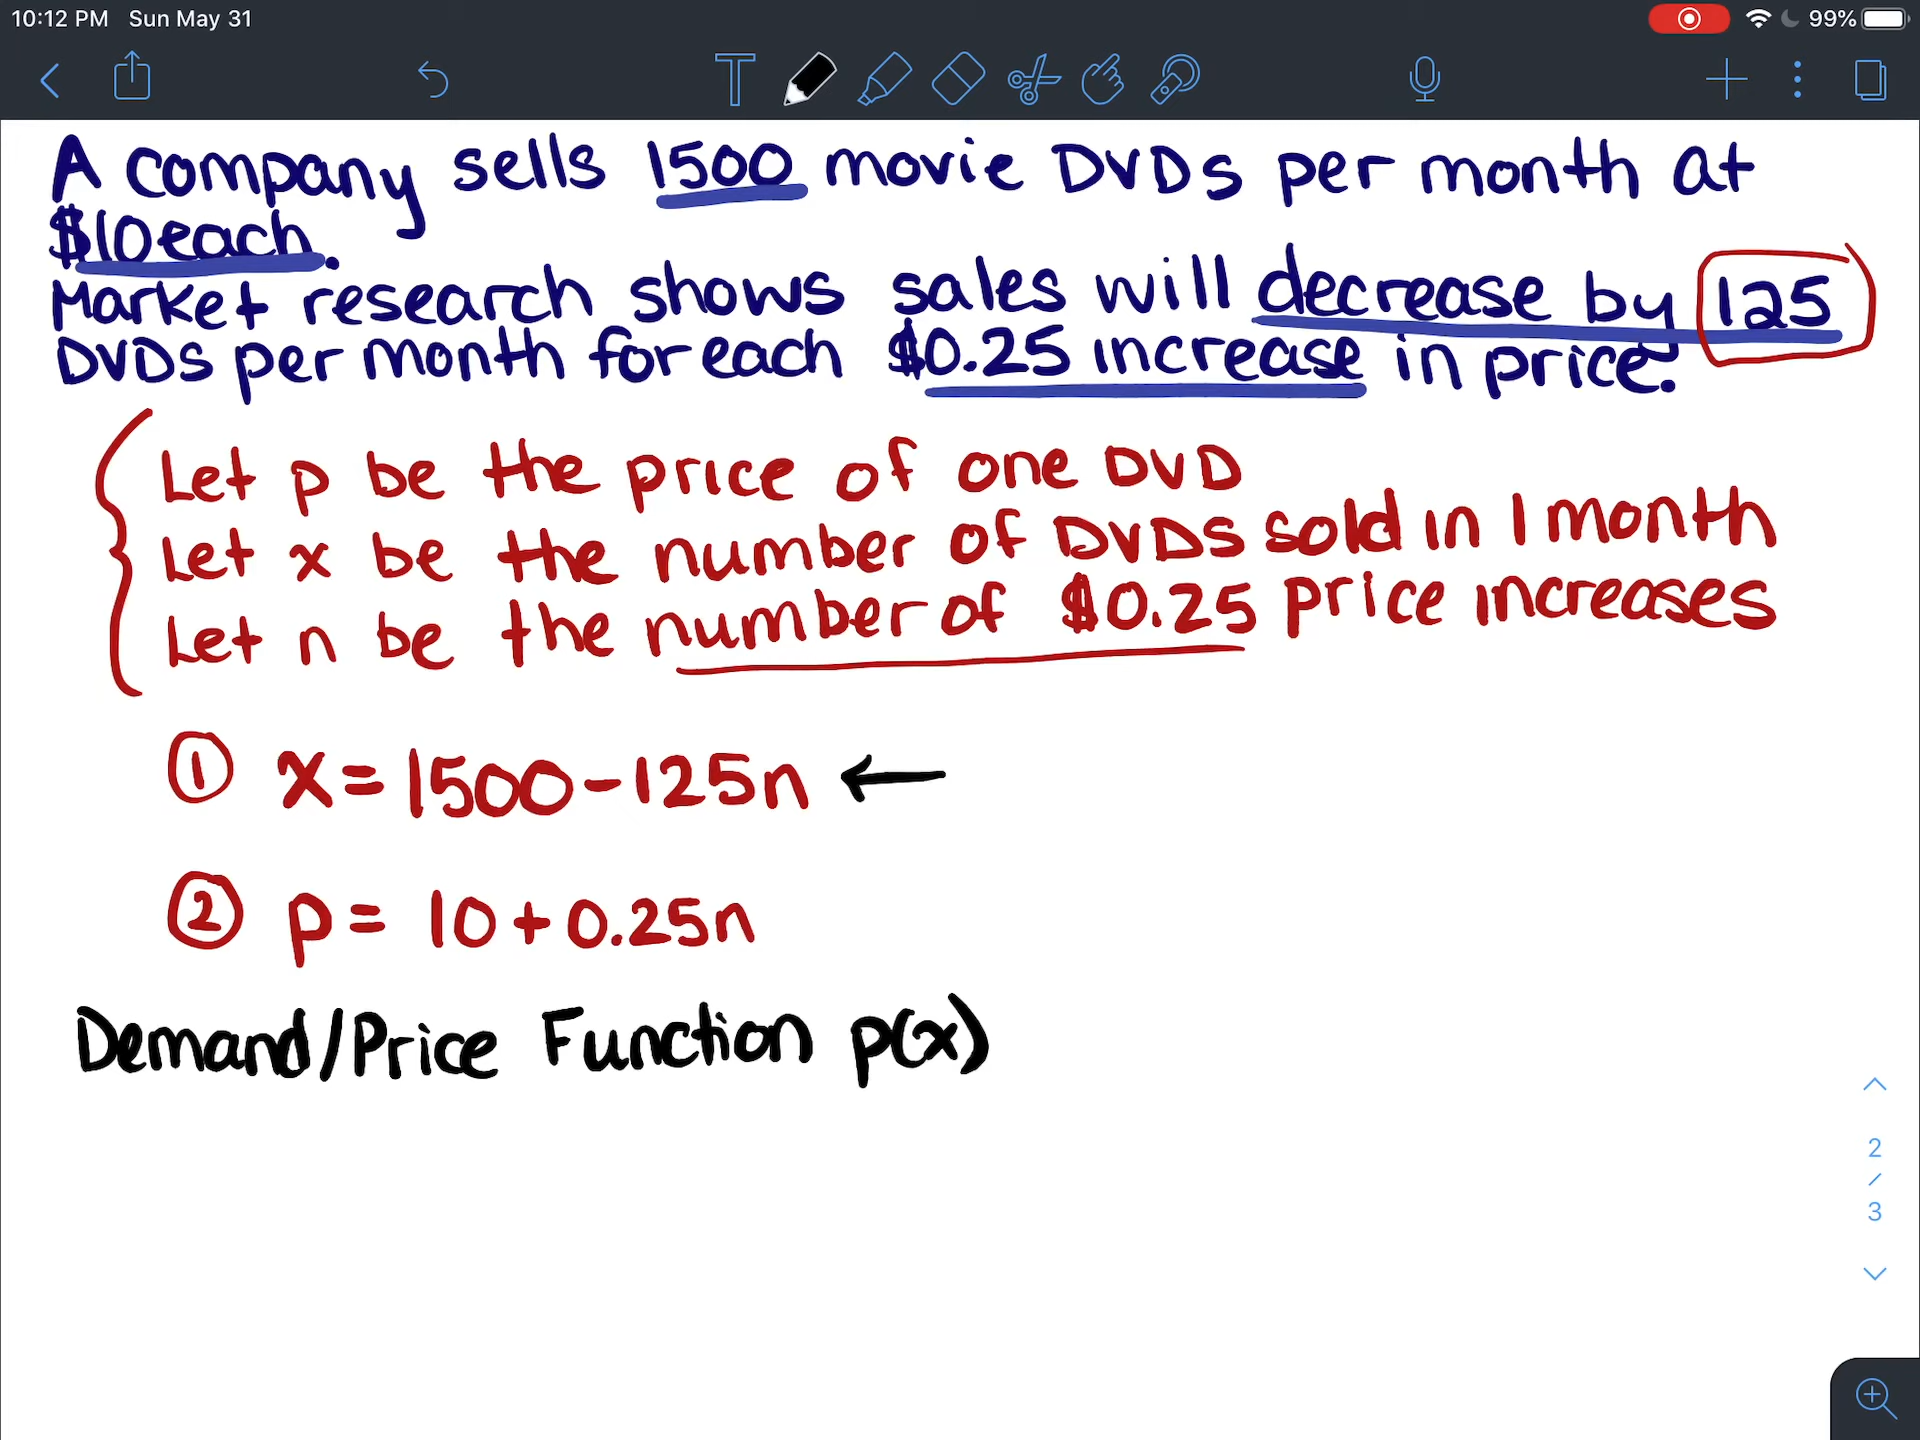 10:12 PM Sun May 31
99%
T
A company sells 1500 movie DVDs per month at
$10 each.
Market research shows sales will decrease by 125
DVDs per month for each $0.25 increase in price.
Let p be the price of one DVD
Let x be the number of DVDs sold in 1 month
Let n be the number of $0.25 price increases
① x = 1500 - 125n ←
② p = 10 + 0.25n
Demand/Price Function p(x)
2
/
3